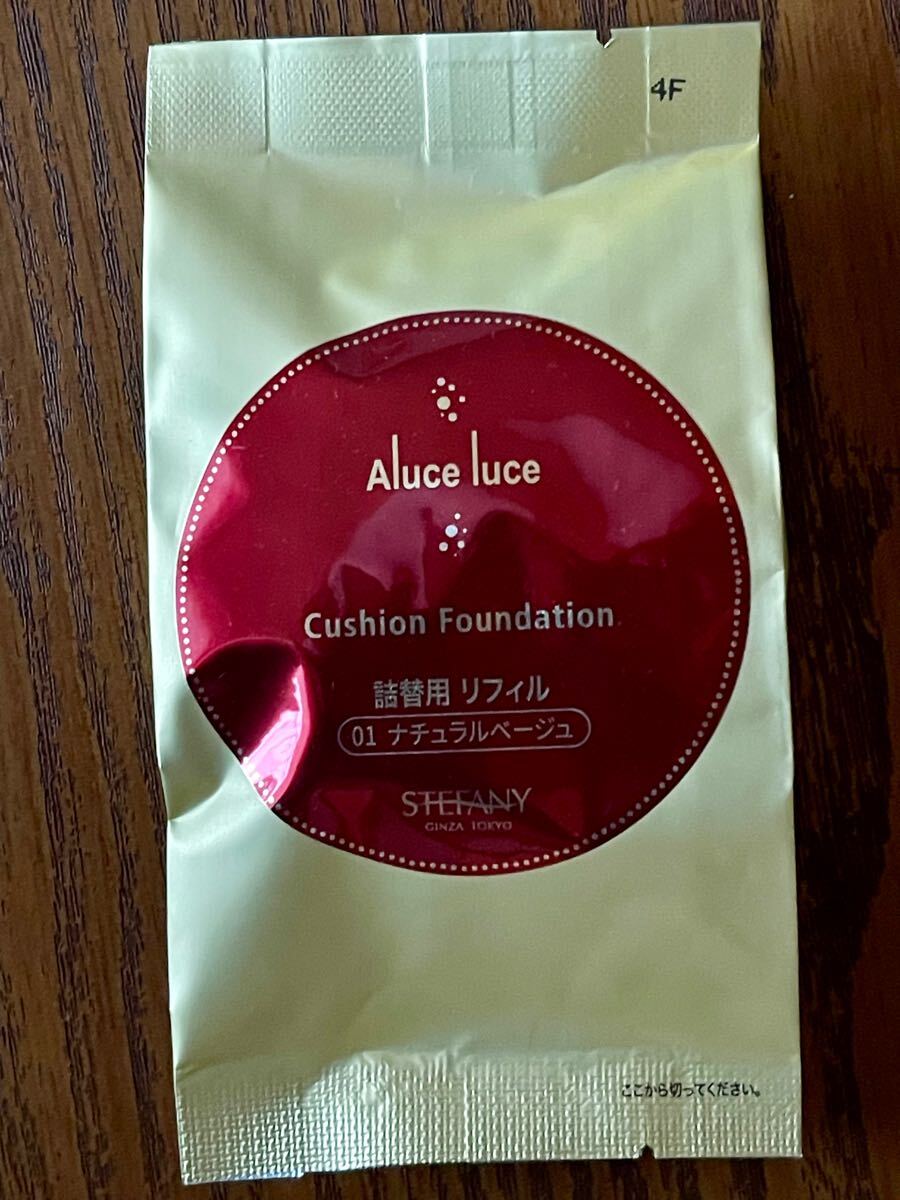 4F
Aluce luce
Cushion Foundation
詰替用 リフィル
01 ナチュラルベージュ
STEFANY
GINZA TOKYO
ここから切ってください。